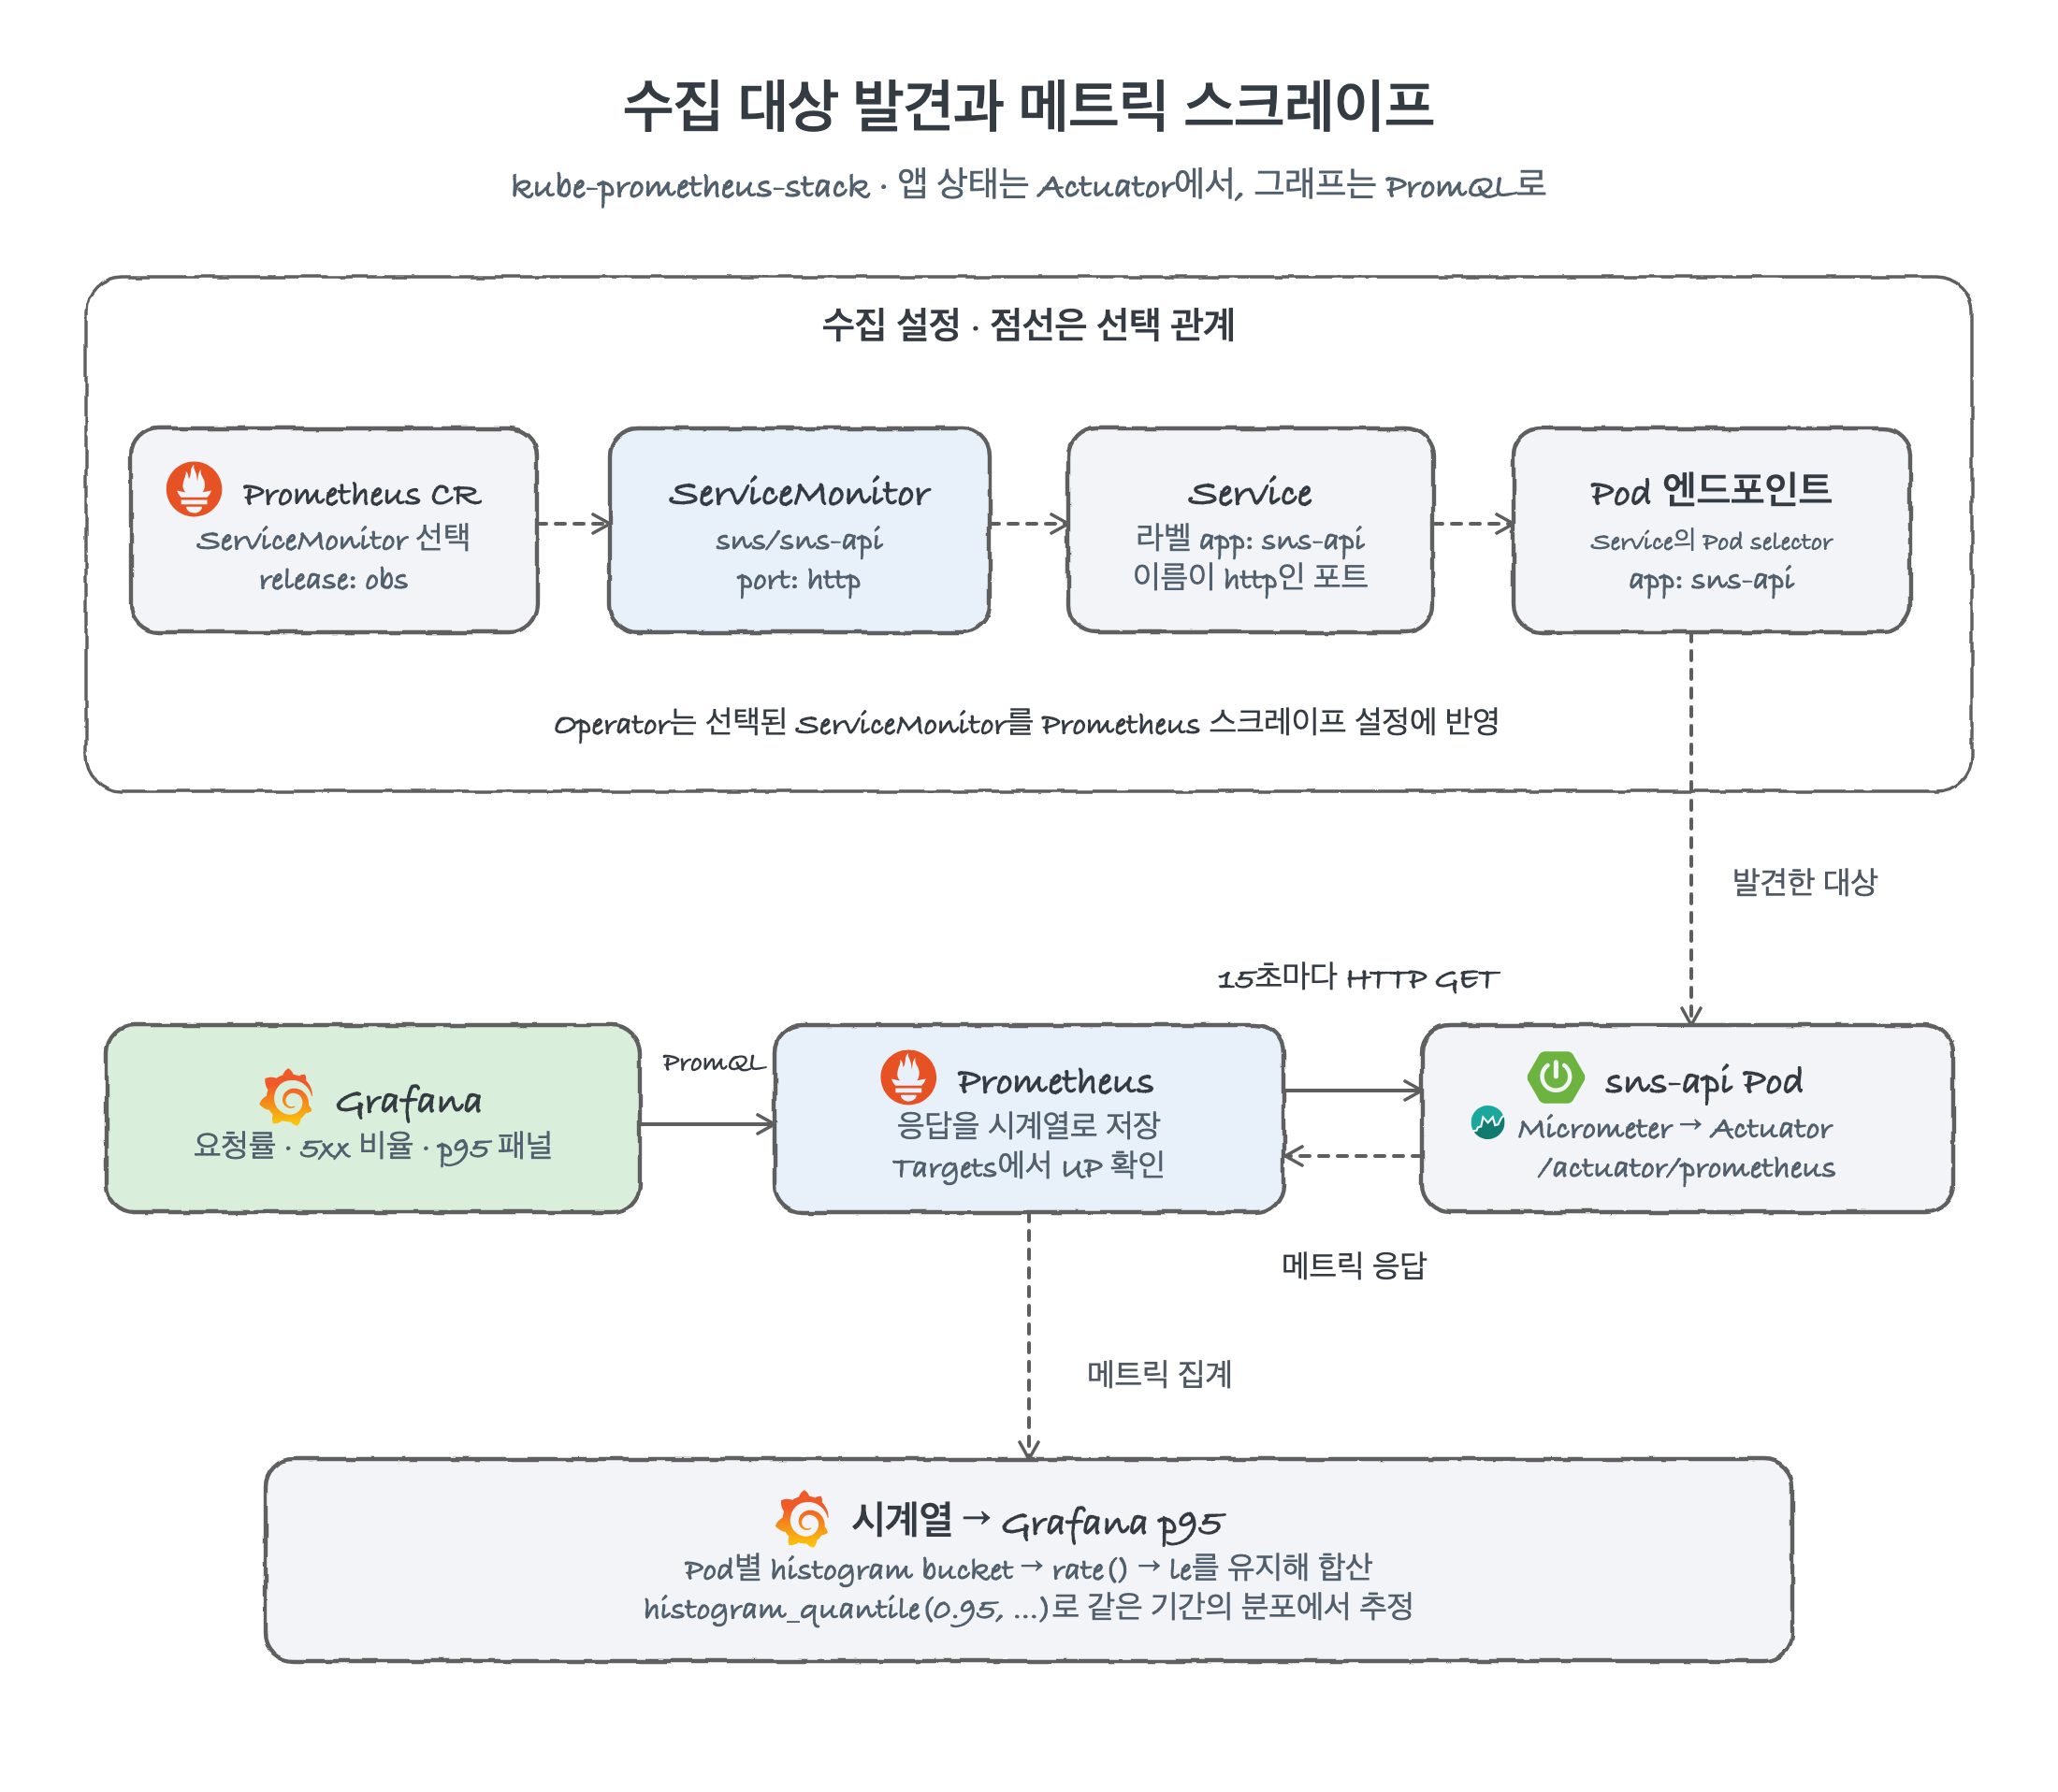 수집 대상 발견과 메트릭 스크레이프
kube-prometheus-stack · 앱 상태는 Actuator에서, 그래프는 PromQL로
수집 설정 · 점선은 선택 관계
Prometheus CR
ServiceMonitor 선택
release: obs
ServiceMonitor
sns/sns-api
port: http
Service
라벨 app: sns-api
이름이 http인 포트
Pod 엔드포인트
Service의 Pod selector
app: sns-api
Operator는 선택된 ServiceMonitor를 Prometheus 스크레이프 설정에 반영
발견한 대상
15초마다 HTTP GET
Grafana
요청률 · 5xx 비율 · p95 패널
PromQL
Prometheus
응답을 시계열로 저장
Targets에서 UP 확인
sns-api Pod
Micrometer → Actuator
/actuator/prometheus
메트릭 응답
메트릭 집계
시계열 → Grafana p95
Pod별 histogram bucket → rate() → le를 유지해 합산
histogram_quantile(0.95, ...)로 같은 기간의 분포에서 추정